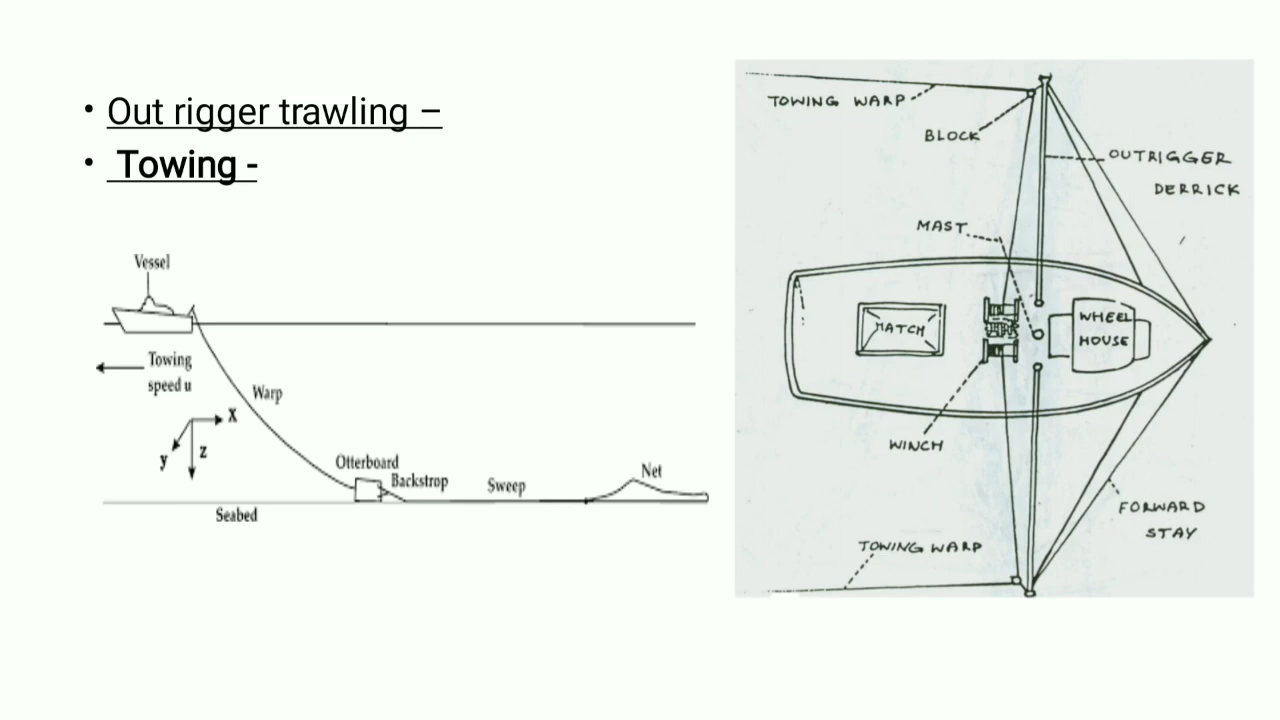 • Out rigger trawling –
• Towing -
Vessel
Towing
speed u
Warp
X
y
z
Otterboard
Backstrop
Sweep
Net
Seabed
TOWING WARP
BLOCK
OUTRIGGER
DERRICK
MAST
HATCH
WHEEL
HOUSE
WINCH
FORWARD
STAY
TOWING WARP